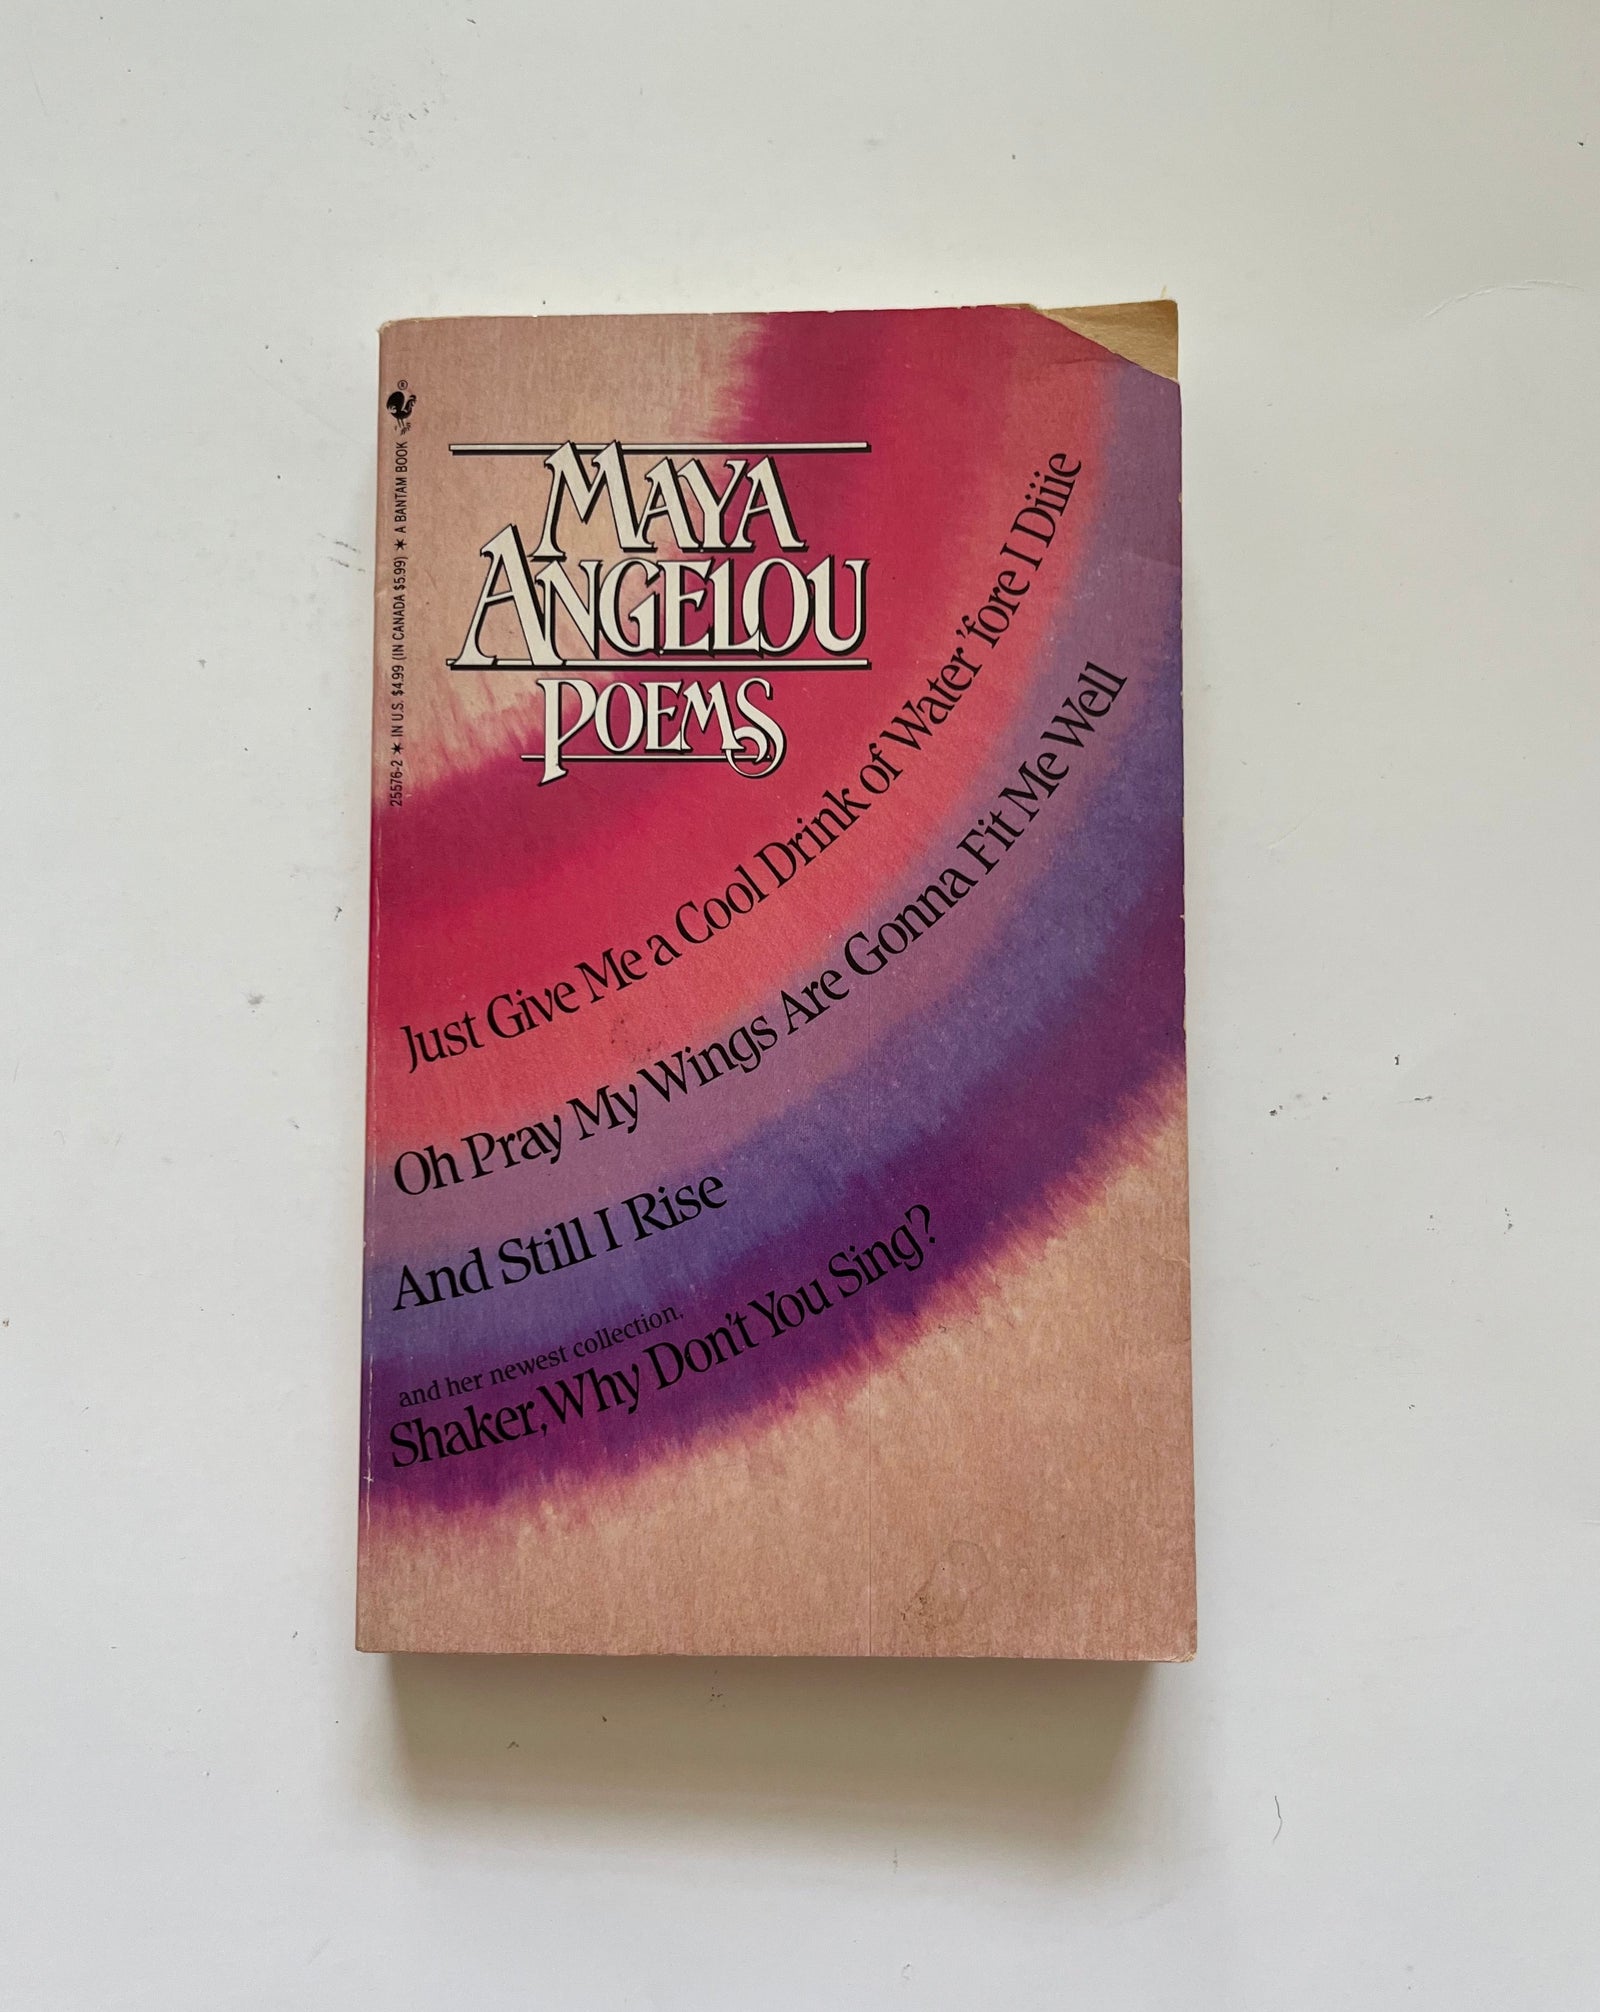 25576-2 ★ IN U.S. $4.99 (IN CANADA $5.99) ★ A BANTAM BOOK ®
MAYA
ANGELOU
POEMS
Just Give Me a Cool Drink of Water 'fore I Diiie
Oh Pray My Wings Are Gonna Fit Me Well
And Still I Rise
and her newest collection,
Shaker, Why Don't You Sing?